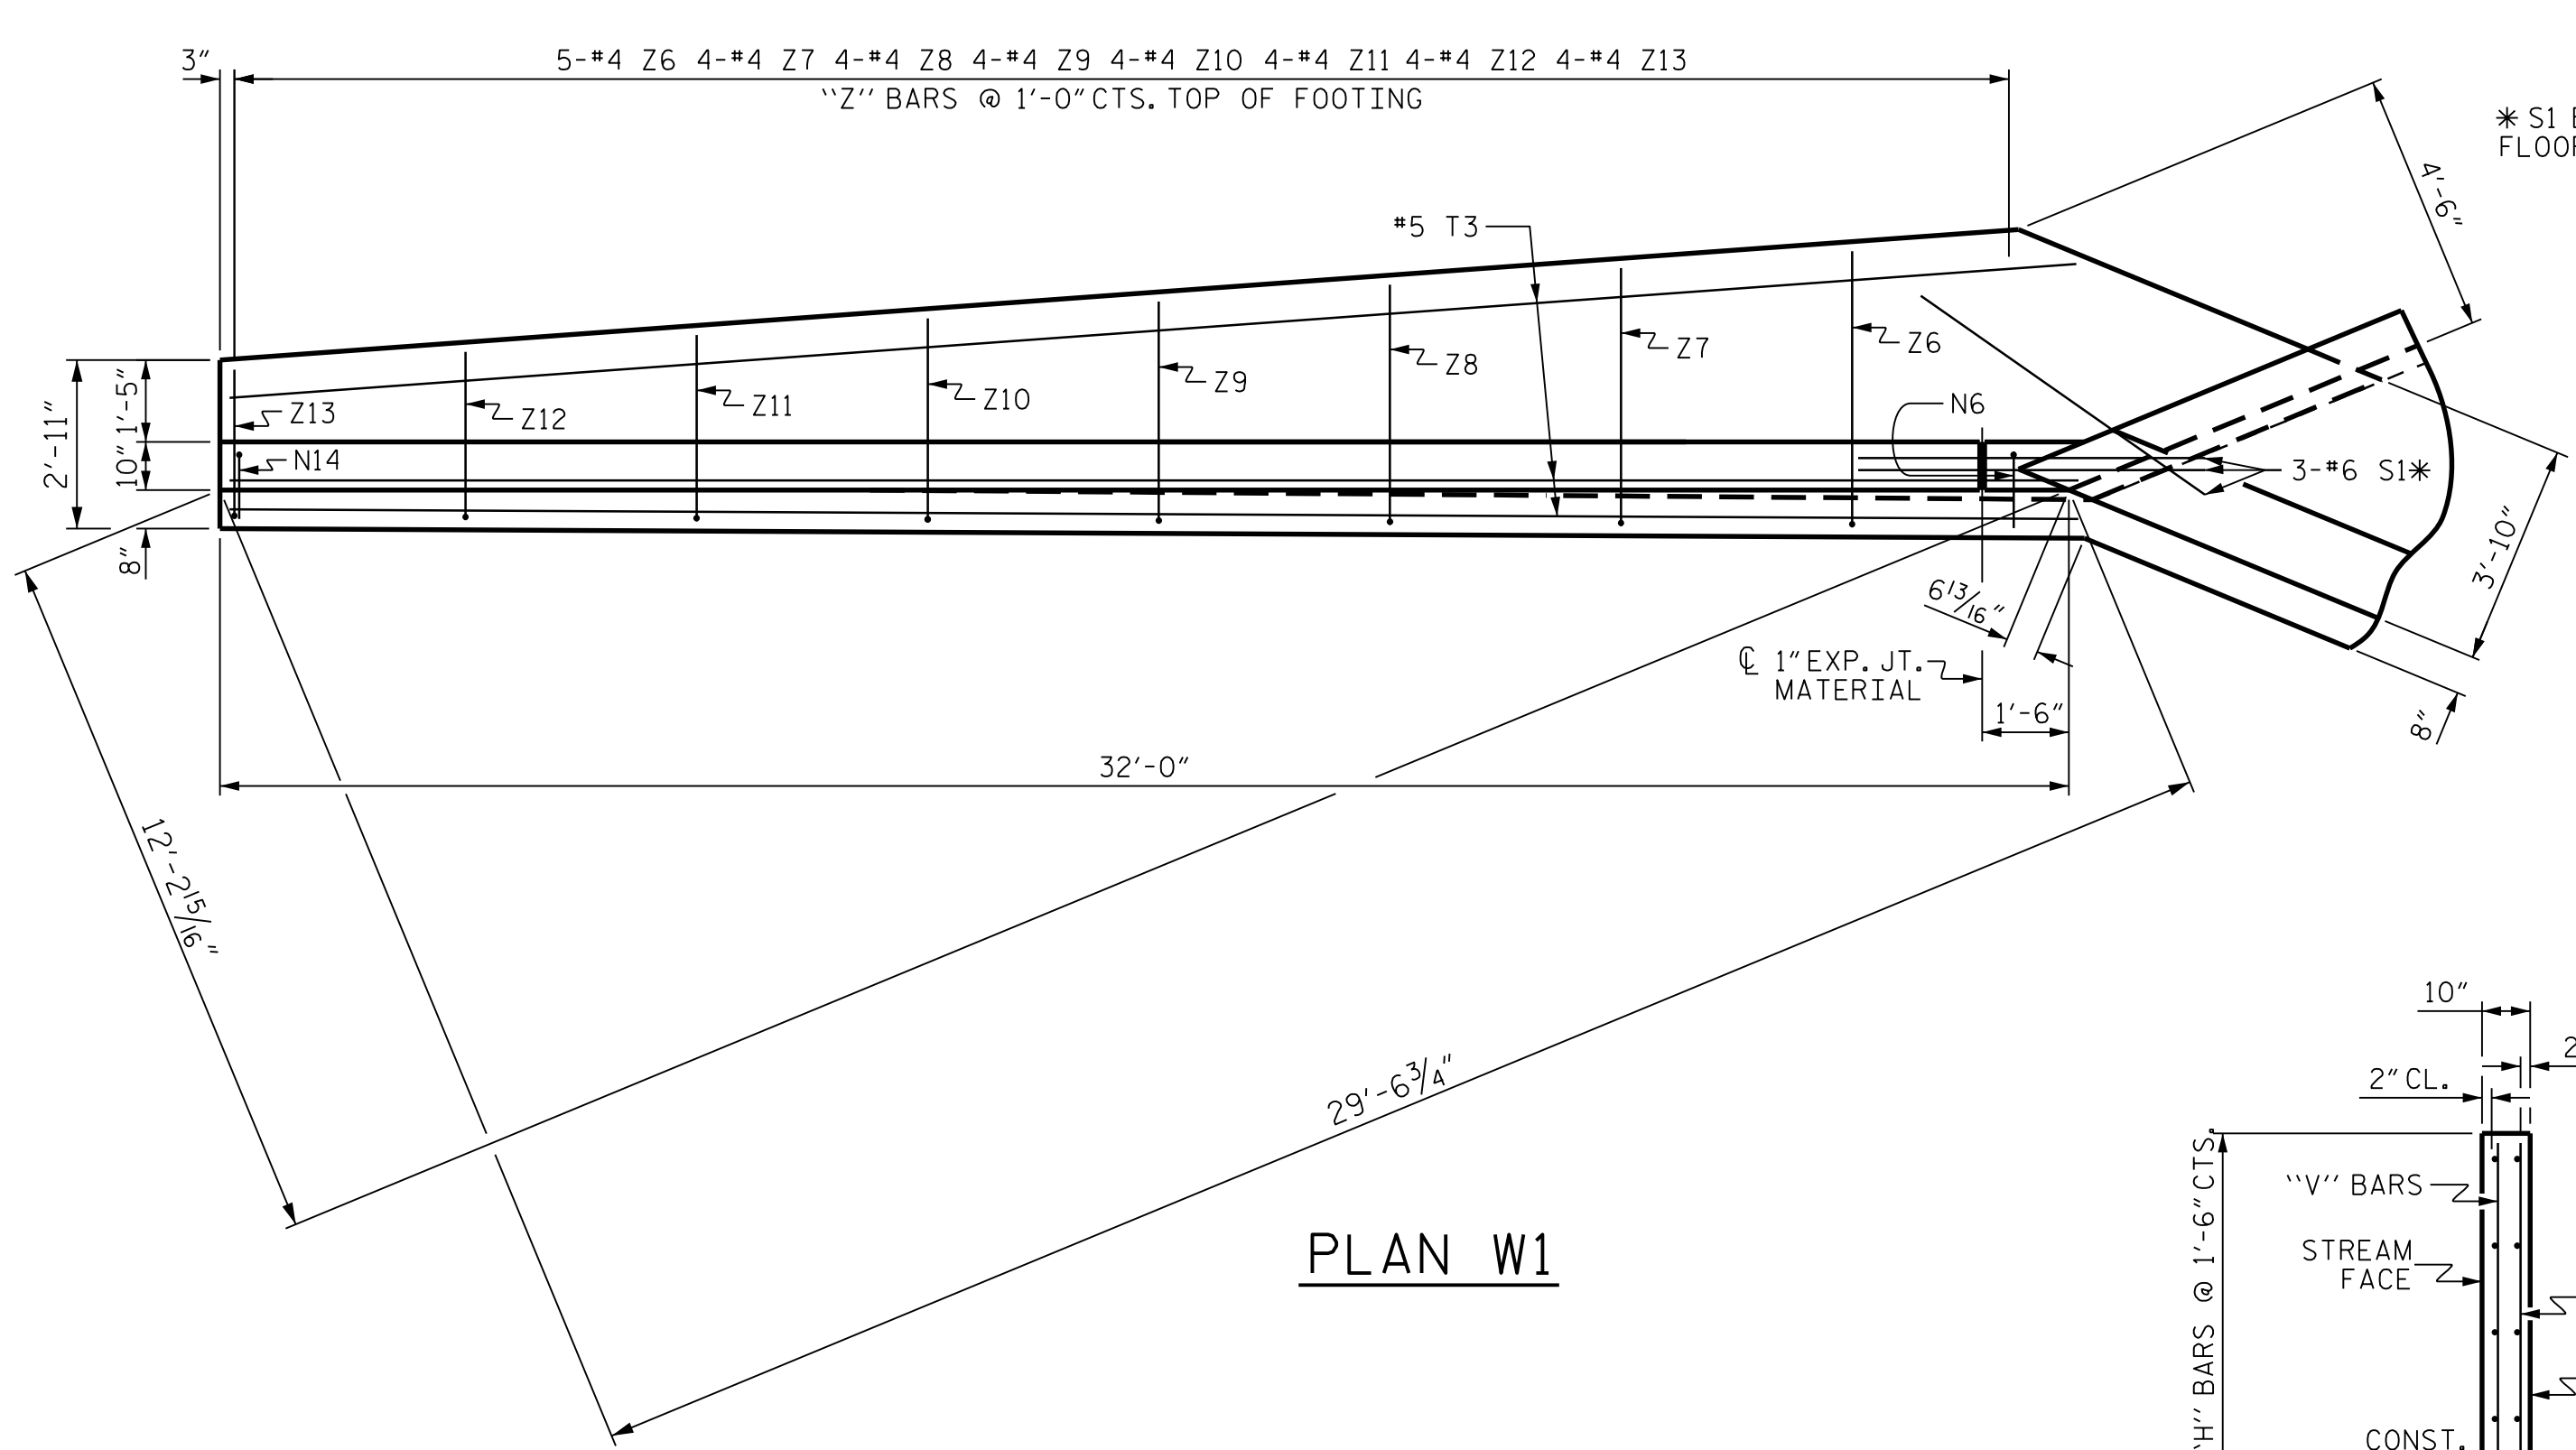 3″
5-#4 Z6 4-#4 Z7 4-#4 Z8 4-#4 Z9 4-#4 Z10 4-#4 Z11 4-#4 Z12 4-#4 Z13
‘‘Z’’ BARS @ 1′-0″ CTS. TOP OF FOOTING
✳ S1
4′-6″
#5 T3
Z6
Z7
Z8
Z9
Z10
Z11
Z12
Z13
N6
N14
2′-11″
1′-5″
10″
8″
3-#6 S1✳
3′-10″
8″
6 13/16″
℄ 1″ EXP. JT.
MATERIAL
1′-6″
32′-0″
12′-2 15/16″
29′-6 3/4″
PLAN W1
10″
2″ CL.
‘‘V’’ BARS
STREAM
FACE
‘H’’ BARS @ 1′-6″ CTS.
CONST.